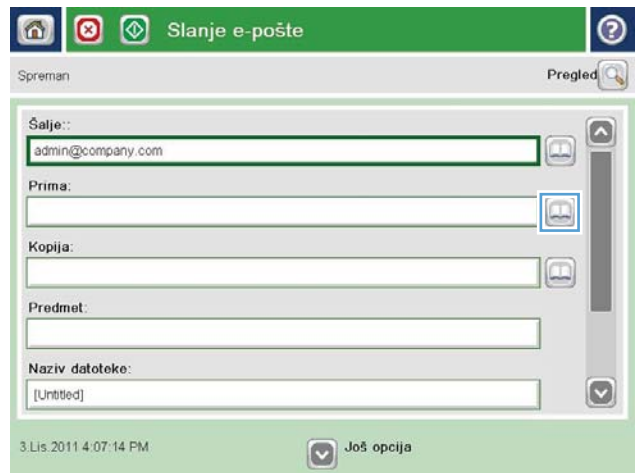 Slanje e-pošte
Spreman
Pregled
Šalje::
admin@company.com
Prima:
Kopija:
Predmet:
Naziv datoteke:
[Untitled]
3.Lis.2011 4:07:14 PM
Još opcija